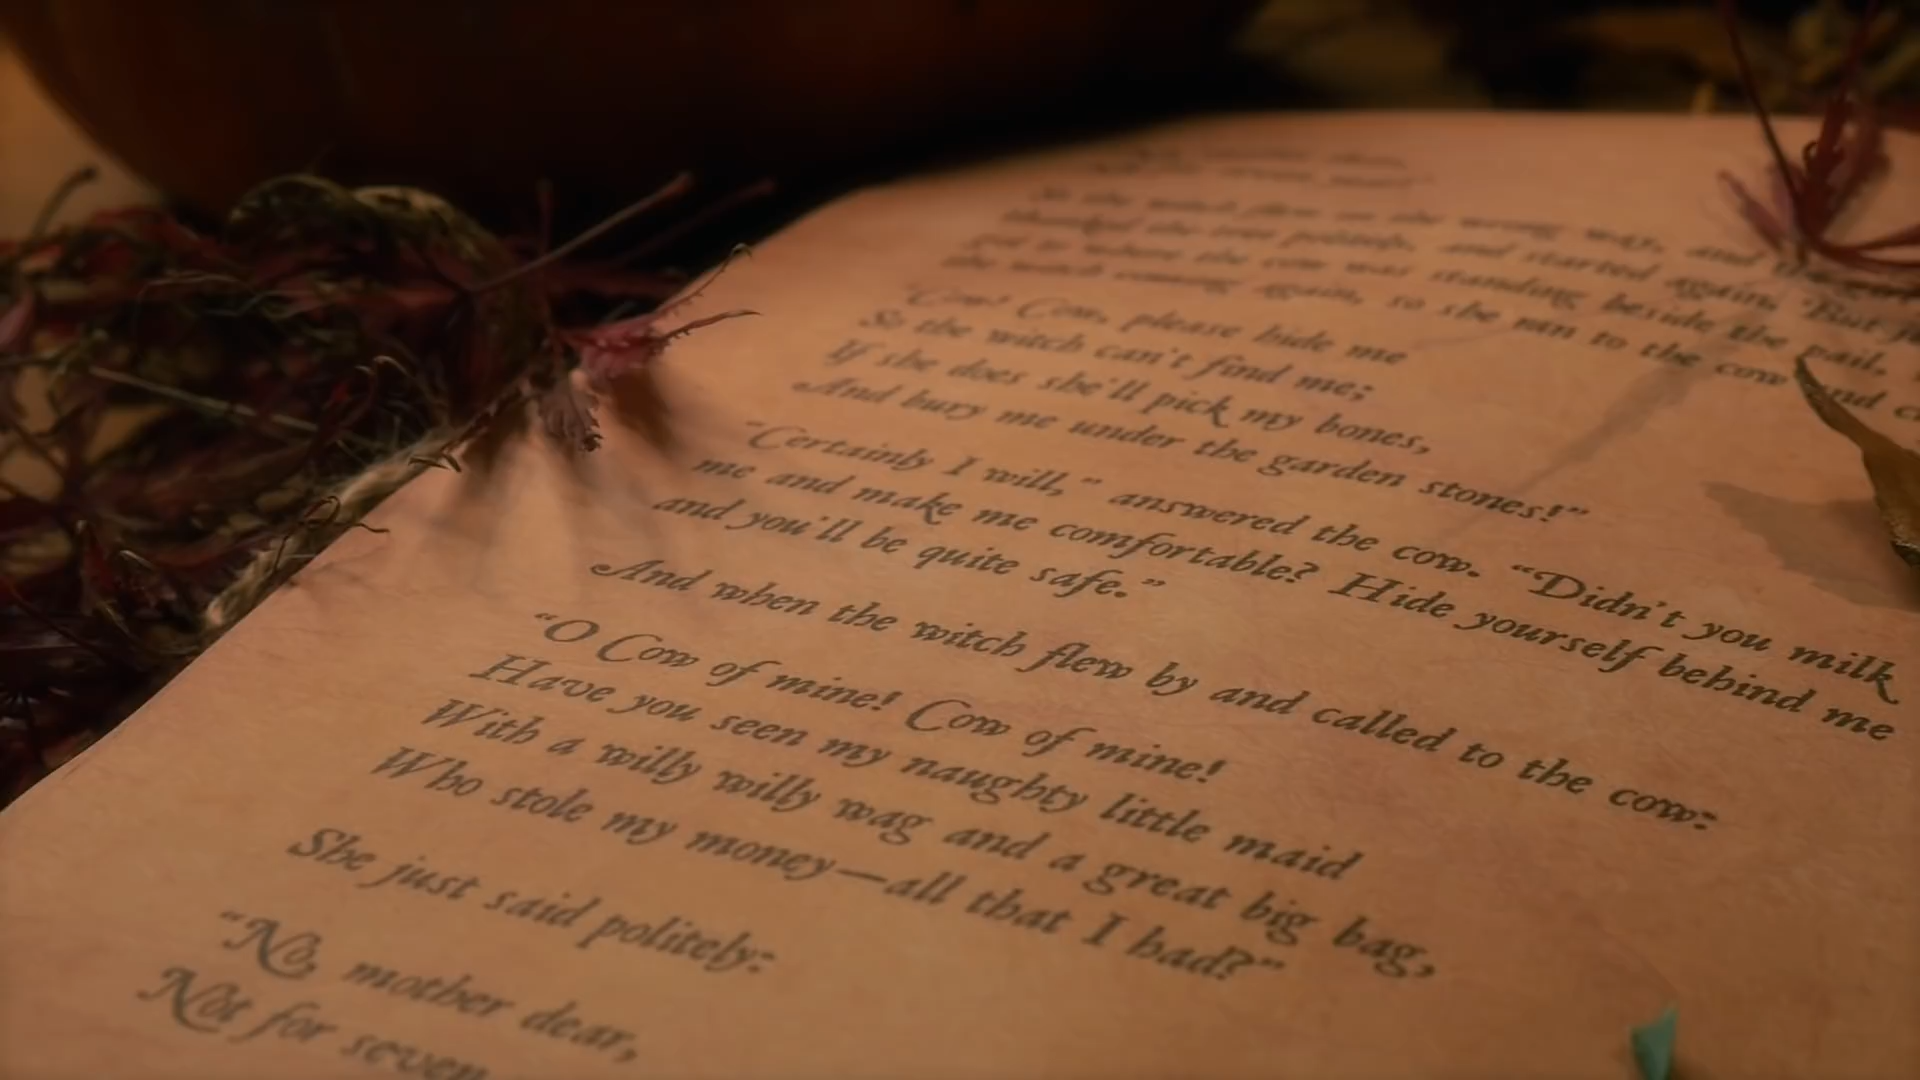 So the witch flew on the wrong way, and the
thanked the cow politely, and started again. But just
got to where the cow was standing beside the pail,
the witch coming again, so she ran to the cow and
"Cow! Cow, please hide me
So the witch can't find me;
If she does she'll pick my bones,
And bury me under the garden stones!"
"Certainly I will," answered the cow. "Didn't you milk
me and make me comfortable? Hide yourself behind me
and you'll be quite safe."
And when the witch flew by and called to the cow:
"O Cow of mine! Cow of mine!
Have you seen my naughty little maid
With a willy willy wag and a great big bag,
Who stole my money—all that I had?"
She just said politely:
"No, mother dear,
Not for seven